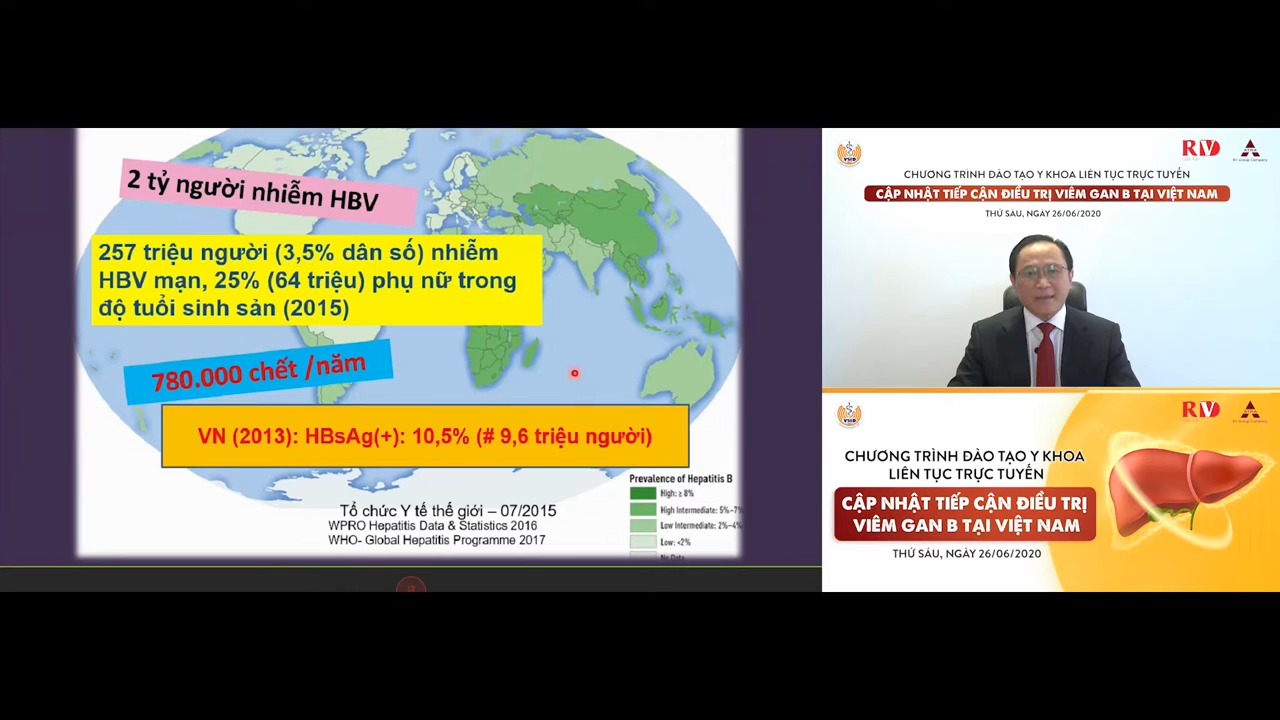 2 tỷ người nhiễm HBV
257 triệu người (3,5% dân số) nhiễm
HBV mạn, 25% (64 triệu) phụ nữ trong
độ tuổi sinh sản (2015)
780.000 chết /năm
VN (2013): HBsAg(+): 10,5% (# 9,6 triệu người)
Prevalence of Hepatitis B
High: ≥ 8%
High Intermediate: 5%-7%
Low Intermediate: 2%-4%
Low: <2%
No Data
Tổ chức Y tế thế giới – 07/2015
WPRO Hepatitis Data & Statistics 2016
WHO- Global Hepatitis Programme 2017
VSID
RV
CHƯƠNG TRÌNH ĐÀO TẠO Y KHOA LIÊN TỤC TRỰC TUYẾN
CẬP NHẬT TIẾP CẬN ĐIỀU TRỊ VIÊM GAN B TẠI VIỆT NAM
THỨ SÁU, NGÀY 26/06/2020
VSID
RV
CHƯƠNG TRÌNH ĐÀO TẠO Y KHOA
LIÊN TỤC TRỰC TUYẾN
CẬP NHẬT TIẾP CẬN ĐIỀU TRỊ
VIÊM GAN B TẠI VIỆT NAM
THỨ SÁU, NGÀY 26/06/2020